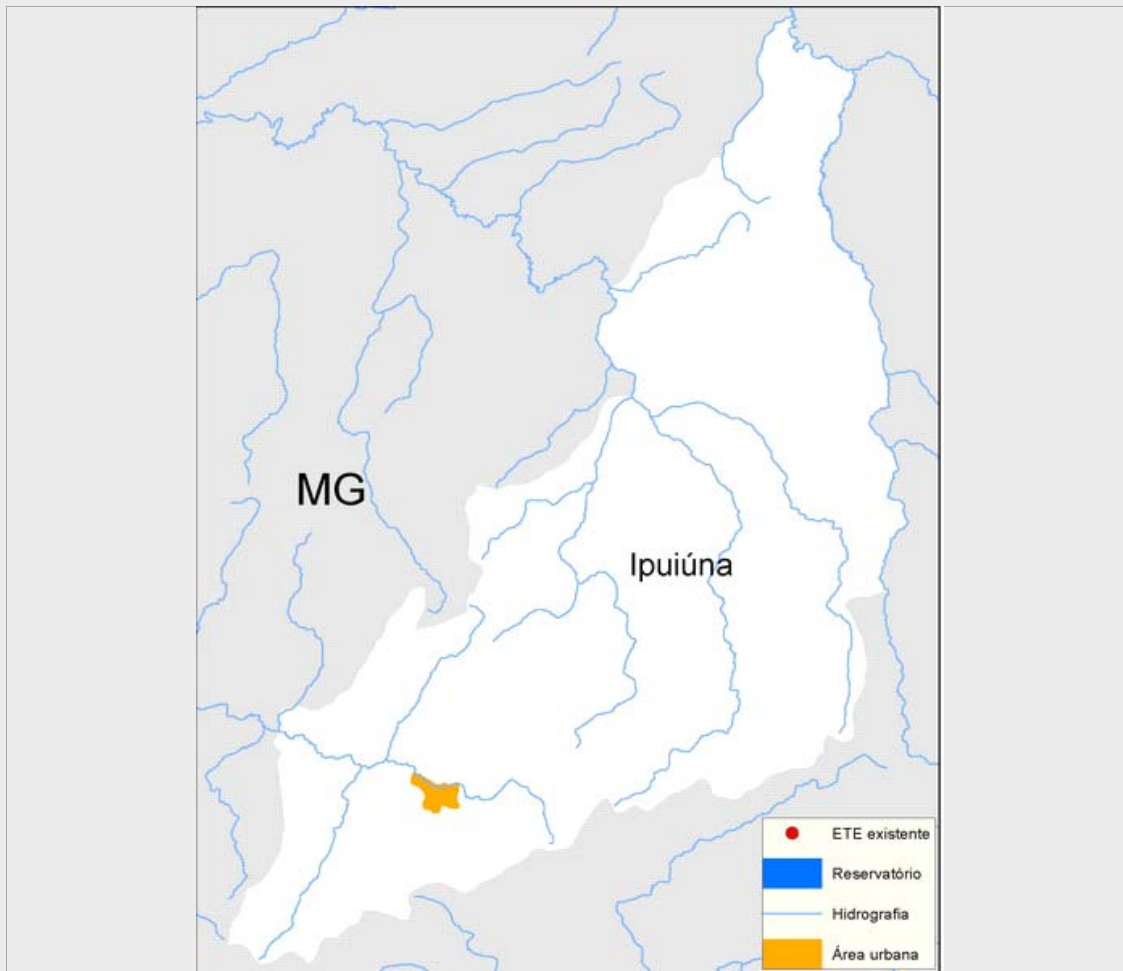 MG
Ipuiúna
ETE existente
Reservatório
Hidrografia
Área urbana